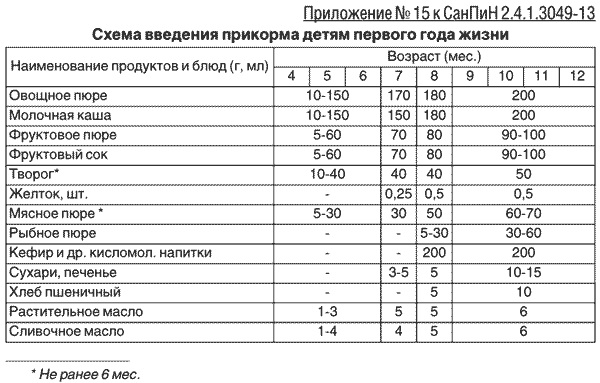 Приложение № 15 к СанПиН 2.4.1.3049-13
Схема введения прикорма детям первого года жизни
Наименование продуктов и блюд (г, мл) Возраст (мес.)
4 5 6 7 8 9 10 11 12
Овощное пюре 10-150 170 180 200
Молочная каша 10-150 150 180 200
Фруктовое пюре 5-60 70 80 90-100
Фруктовый сок 5-60 70 80 90-100
Творог* 10-40 40 40 50
Желток, шт. - 0,25 0,5 0,5
Мясное пюре * 5-30 30 50 60-70
Рыбное пюре - - 5-30 30-60
Кефир и др. кисломол. напитки - - 200 200
Сухари, печенье - 3-5 5 10-15
Хлеб пшеничный - - 5 10
Растительное масло 1-3 5 5 6
Сливочное масло 1-4 4 5 6
* Не ранее 6 мес.